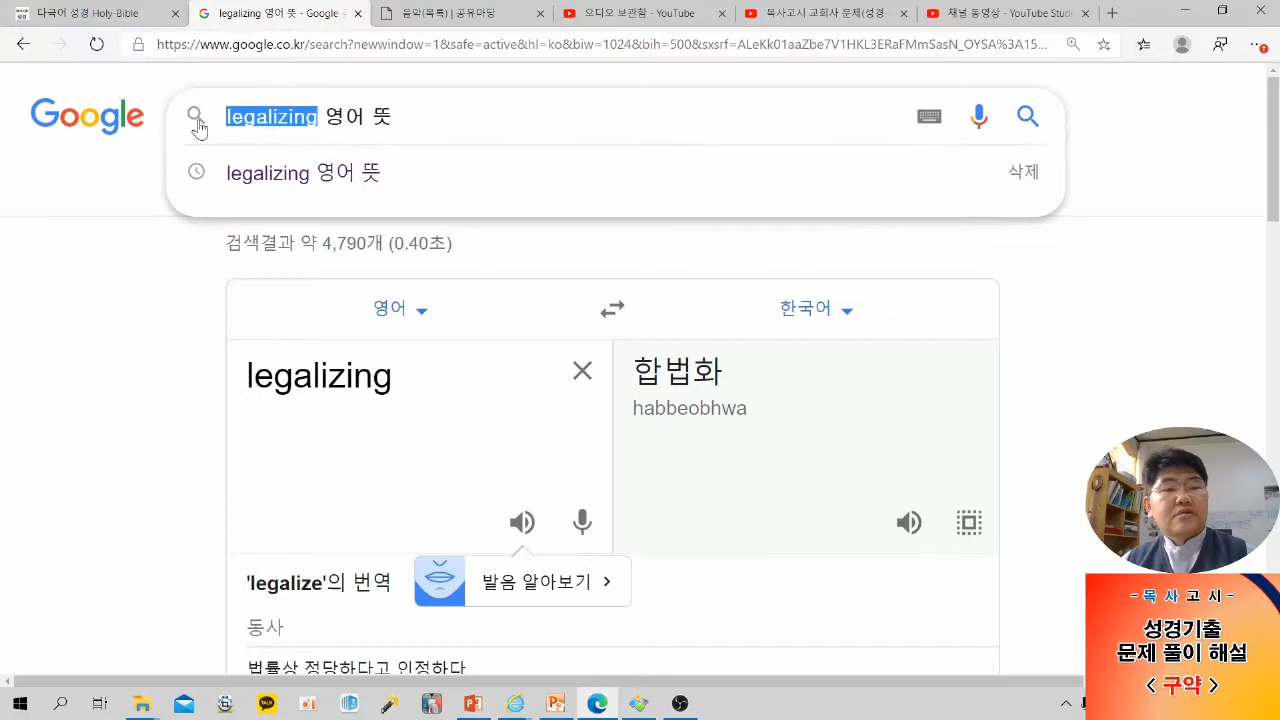 다국어 성경 Holy-Bible
legalizing 영어 뜻 - Google
음악(목록) | 공유마당
오디오 보관함 - YouTube
목사고시 교회사 문제(성경-
채널 동영상 - YouTube Stud
https://www.google.co.kr/search?newwindow=1&safe=active&hl=ko&biw=1024&bih=500&sxsrf=ALeKk01aaZbe7V1HKL3ERaFMmSasN_OYSA%3A15...
Google
legalizing 영어 뜻
legalizing 영어 뜻
삭제
검색결과 약 4,790개 (0.40초)
영어
한국어
legalizing
합법화
habbeobhwa
'legalize'의 번역
발음 알아보기
동사
법률상 정당하다고 인정하다
- 목 사 고 시 -
성경기출
문제 풀이 해설
< 구약 >